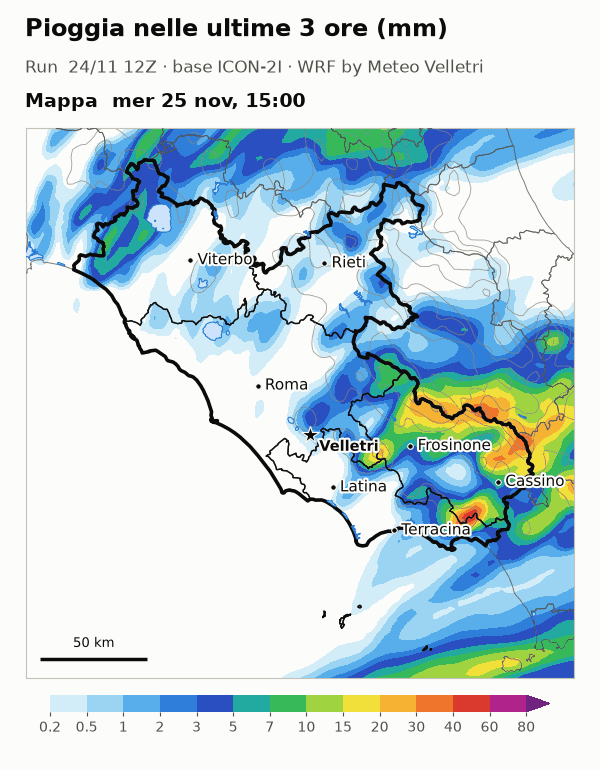 Pioggia nelle ultime 3 ore (mm)
Run  24/11 12Z · base ICON-2I · WRF by Meteo Velletri
Mappa  mer 25 nov, 15:00
Viterbo
Rieti
Roma
Velletri
Frosinone
Latina
Cassino
Terracina
50 km
0.2 0.5 1 2 3 5 7 10 15 20 30 40 60 80